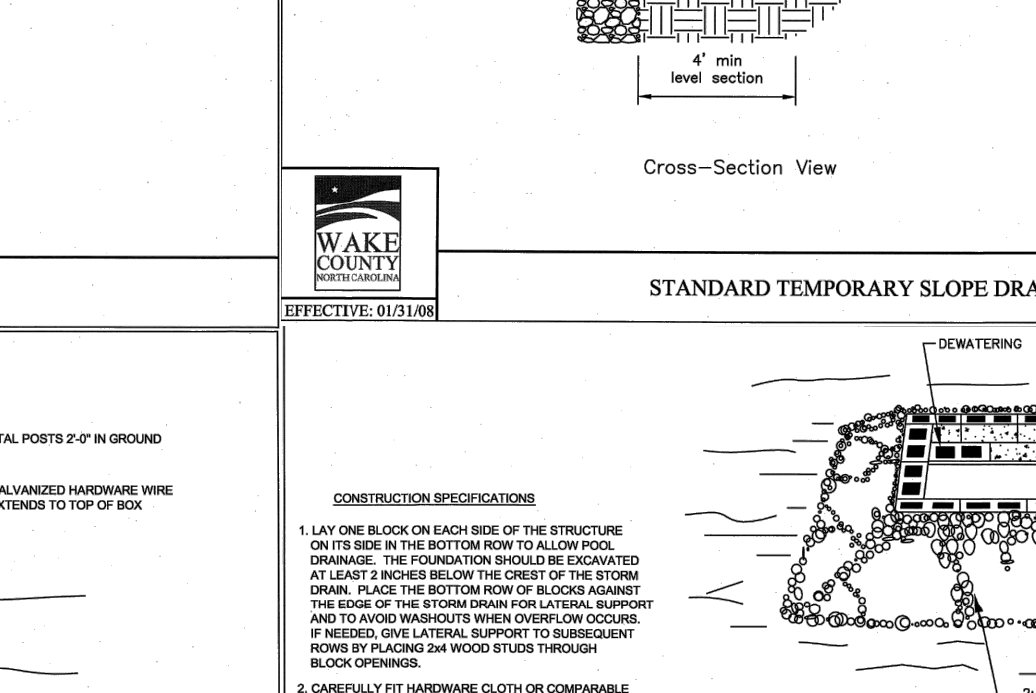 4' min
level section
Cross-Section View
WAKE
COUNTY
NORTH CAROLINA
EFFECTIVE: 01/31/08
STANDARD TEMPORARY SLOPE
DEWATERING
POSTS 2'-0" IN GROUND
HARDWARE WIRE
TO TOP OF BOX
CONSTRUCTION SPECIFICATIONS
1. LAY ONE BLOCK ON EACH SIDE OF THE STRUCTURE
ON ITS SIDE IN THE BOTTOM ROW TO ALLOW POOL
DRAINAGE. THE FOUNDATION SHOULD BE EXCAVATED
AT LEAST 2 INCHES BELOW THE CREST OF THE STORM
DRAIN. PLACE THE BOTTOM ROW OF BLOCKS AGAINST
THE EDGE OF THE STORM DRAIN FOR LATERAL SUPPORT
AND TO AVOID WASHOUTS WHEN OVERFLOW OCCURS.
IF NEEDED, GIVE LATERAL SUPPORT TO SUBSEQUENT
ROWS BY PLACING 2x4 WOOD STUDS THROUGH
BLOCK OPENINGS.
2. CAREFULLY FIT HARDWARE CLOTH OR COMPARABLE